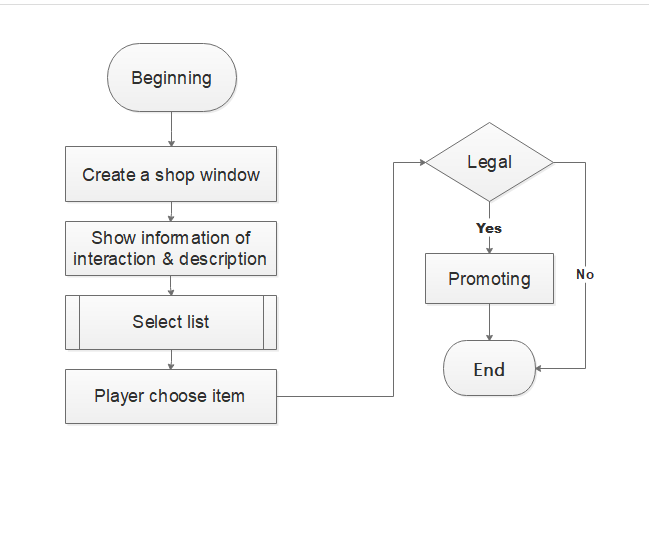 Beginning
Create a shop window
Show information of
interaction & description
Select list
Player choose item
Legal
Yes
Promoting
No
End